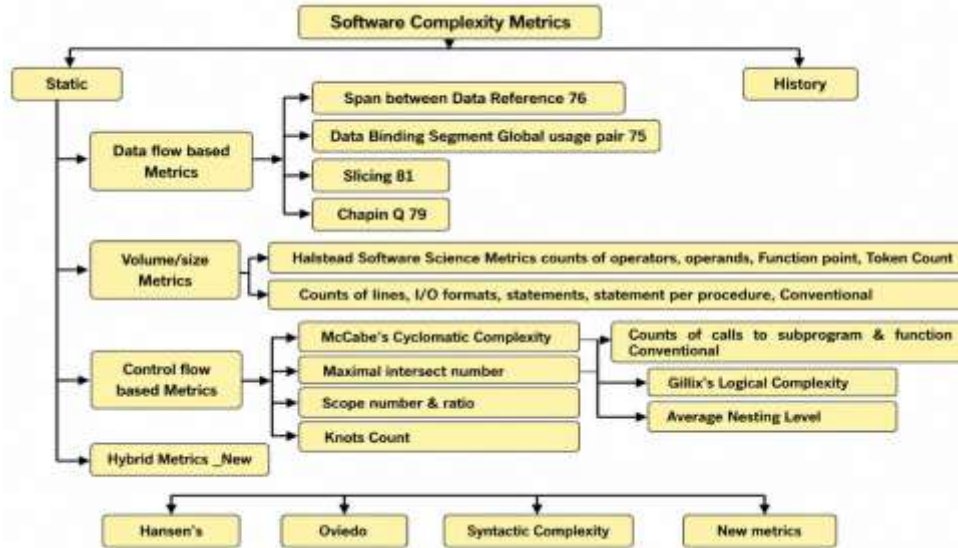 Software Complexity Metrics
Static
History
Data flow based
Metrics
Span between Data Reference 76
Data Binding Segment Global usage pair 75
Slicing 81
Chapin Q 79
Volume/size
Metrics
Halstead Software Science Metrics counts of operators, operands, Function point, Token Count
Counts of lines, I/O formats, statements, statement per procedure, Conventional
Control flow
based Metrics
McCabe's Cyclomatic Complexity
Maximal intersect number
Scope number & ratio
Knots Count
Counts of calls to subprogram & function
Conventional
Gillix's Logical Complexity
Average Nesting Level
Hybrid Metrics _New
Hansen's
Oviedo
Syntactic Complexity
New metrics